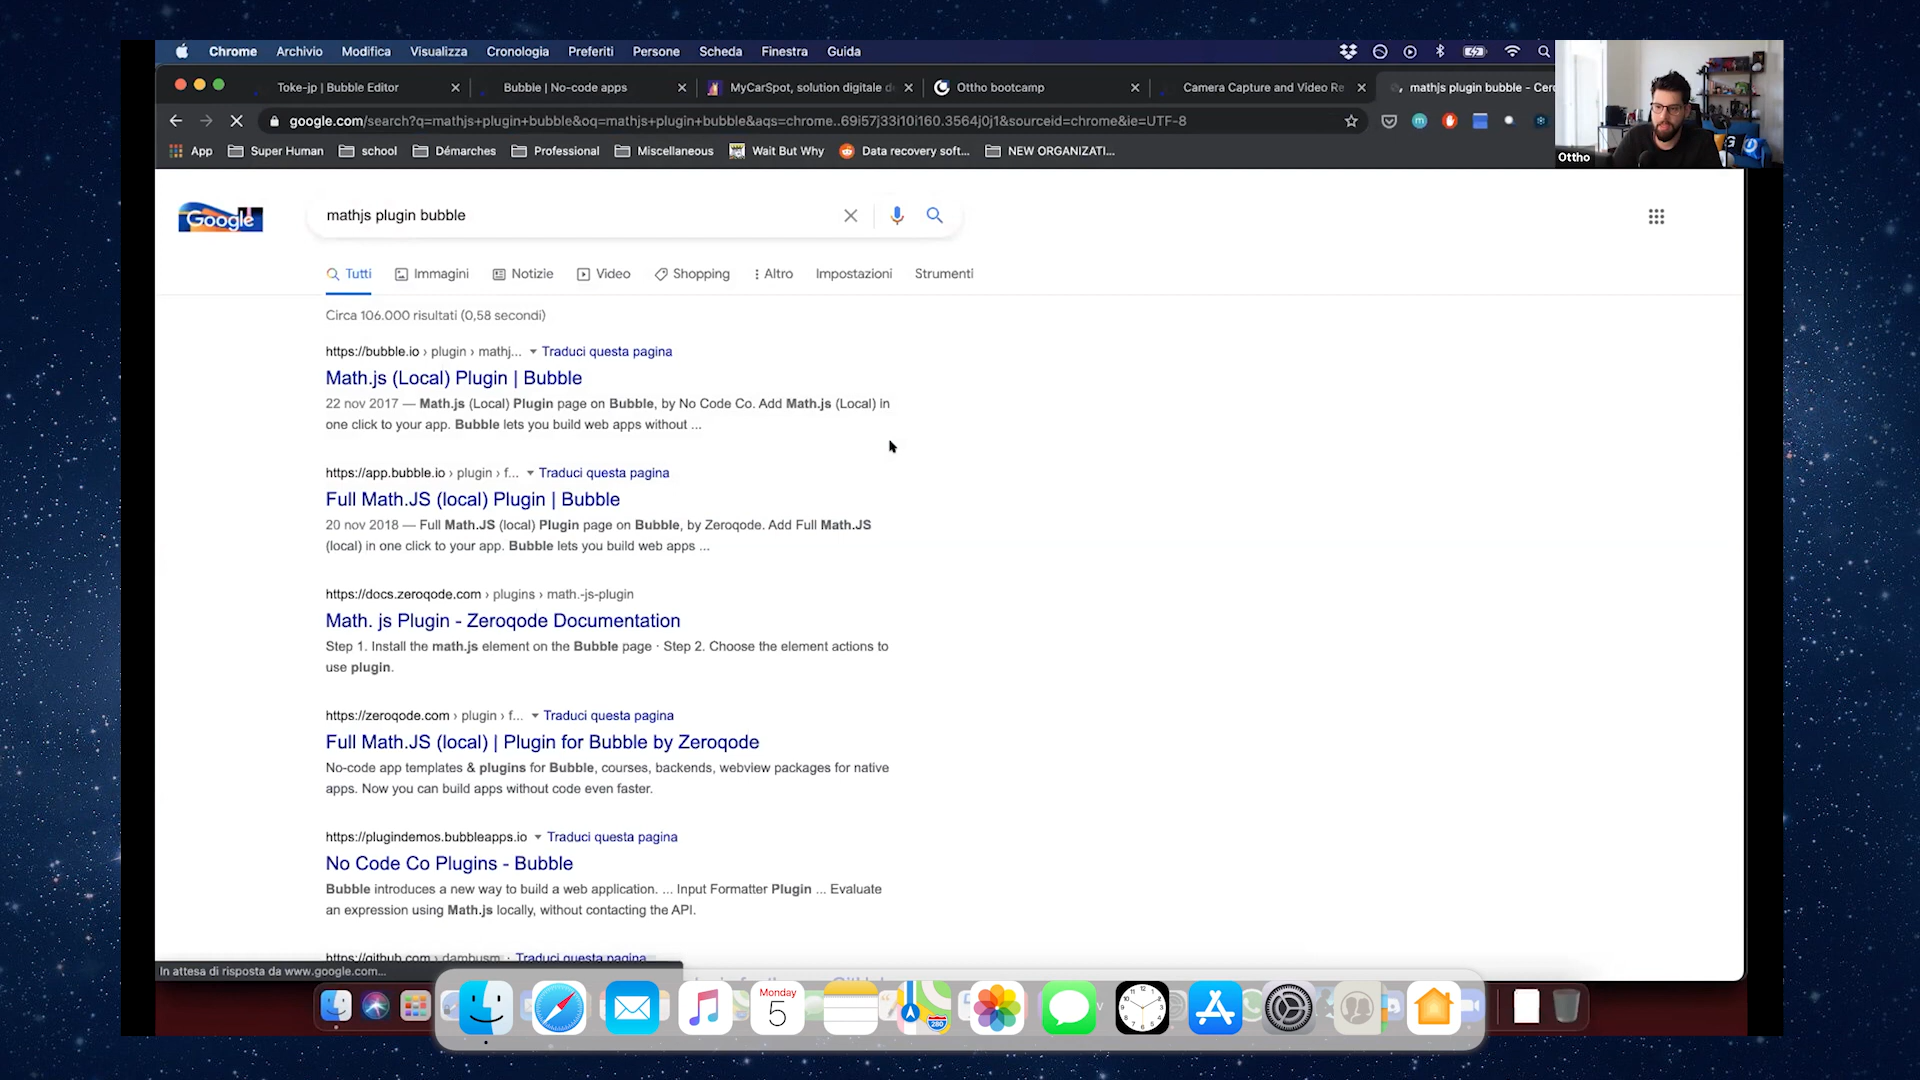 Chrome Archivio Modifica Visualizza Cronologia Preferiti Persone Scheda Finestra Guida
Toke-jp | Bubble Editor
Bubble | No-code apps
MyCarSpot, solution digitale d
Ottho bootcamp
Camera Capture and Video Re
mathjs plugin bubble - Cer
google.com/search?q=mathjs+plugin+bubble&oq=mathjs+plugin+bubble&aqs=chrome..69i57j33i10i160.3564j0j1&sourceid=chrome&ie=UTF-8
App Super Human school Démarches Professional Miscellaneous Wait But Why Data recovery soft... NEW ORGANIZATI...
Ottho
Google
mathjs plugin bubble
Tutti Immagini Notizie Video Shopping Altro Impostazioni Strumenti
Circa 106.000 risultati (0,58 secondi)
https://bubble.io › plugin › mathj... Traduci questa pagina
Math.js (Local) Plugin | Bubble
22 nov 2017 — Math.js (Local) Plugin page on Bubble, by No Code Co. Add Math.js (Local) in
one click to your app. Bubble lets you build web apps without ...
https://app.bubble.io › plugin › f... Traduci questa pagina
Full Math.JS (local) Plugin | Bubble
20 nov 2018 — Full Math.JS (local) Plugin page on Bubble, by Zeroqode. Add Full Math.JS
(local) in one click to your app. Bubble lets you build web apps ...
https://docs.zeroqode.com › plugins › math.-js-plugin
Math. js Plugin - Zeroqode Documentation
Step 1. Install the math.js element on the Bubble page · Step 2. Choose the element actions to
use plugin.
https://zeroqode.com › plugin › f... Traduci questa pagina
Full Math.JS (local) | Plugin for Bubble by Zeroqode
No-code app templates & plugins for Bubble, courses, backends, webview packages for native
apps. Now you can build apps without code even faster.
https://plugindemos.bubbleapps.io Traduci questa pagina
No Code Co Plugins - Bubble
Bubble introduces a new way to build a web application. ... Input Formatter Plugin ... Evaluate
an expression using Math.js locally, without contacting the API.
https://github.com › dambusm · Traduci questa pagina
In attesa di risposta da www.google.com...
Monday
5
280